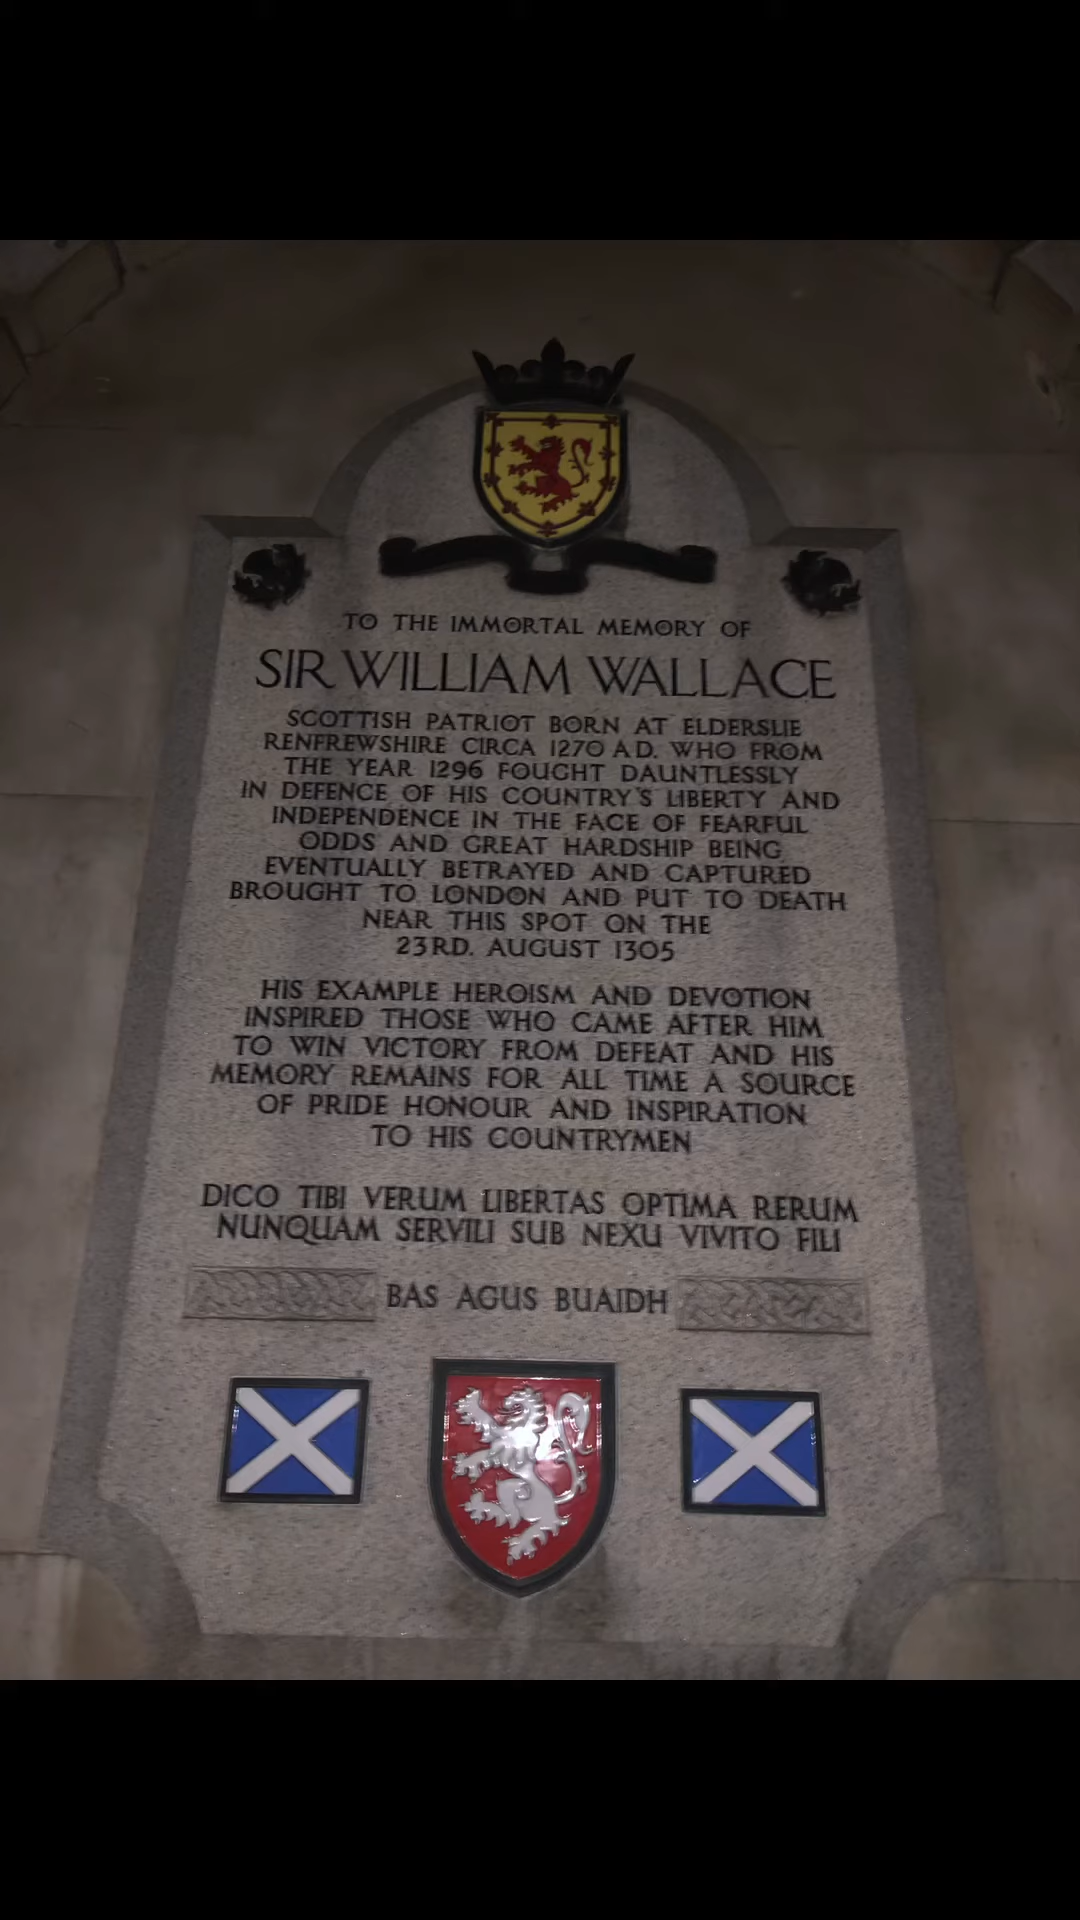 TO THE IMMORTAL MEMORY OF
SIR WILLIAM WALLACE
SCOTTISH PATRIOT BORN AT ELDERSLIE
RENFREWSHIRE CIRCA 1270 A.D. WHO FROM
THE YEAR 1296 FOUGHT DAUNTLESSLY
IN DEFENCE OF HIS COUNTRY'S LIBERTY AND
INDEPENDENCE IN THE FACE OF FEARFUL
ODDS AND GREAT HARDSHIP BEING
EVENTUALLY BETRAYED AND CAPTURED
BROUGHT TO LONDON AND PUT TO DEATH
NEAR THIS SPOT ON THE
23RD. AUGUST 1305
HIS EXAMPLE HEROISM AND DEVOTION
INSPIRED THOSE WHO CAME AFTER HIM
TO WIN VICTORY FROM DEFEAT AND HIS
MEMORY REMAINS FOR ALL TIME A SOURCE
OF PRIDE HONOUR AND INSPIRATION
TO HIS COUNTRYMEN
DICO TIBI VERUM LIBERTAS OPTIMA RERUM
NUNQUAM SERVILI SUB NEXU VIVITO FILI
BAS AGUS BUAIDH